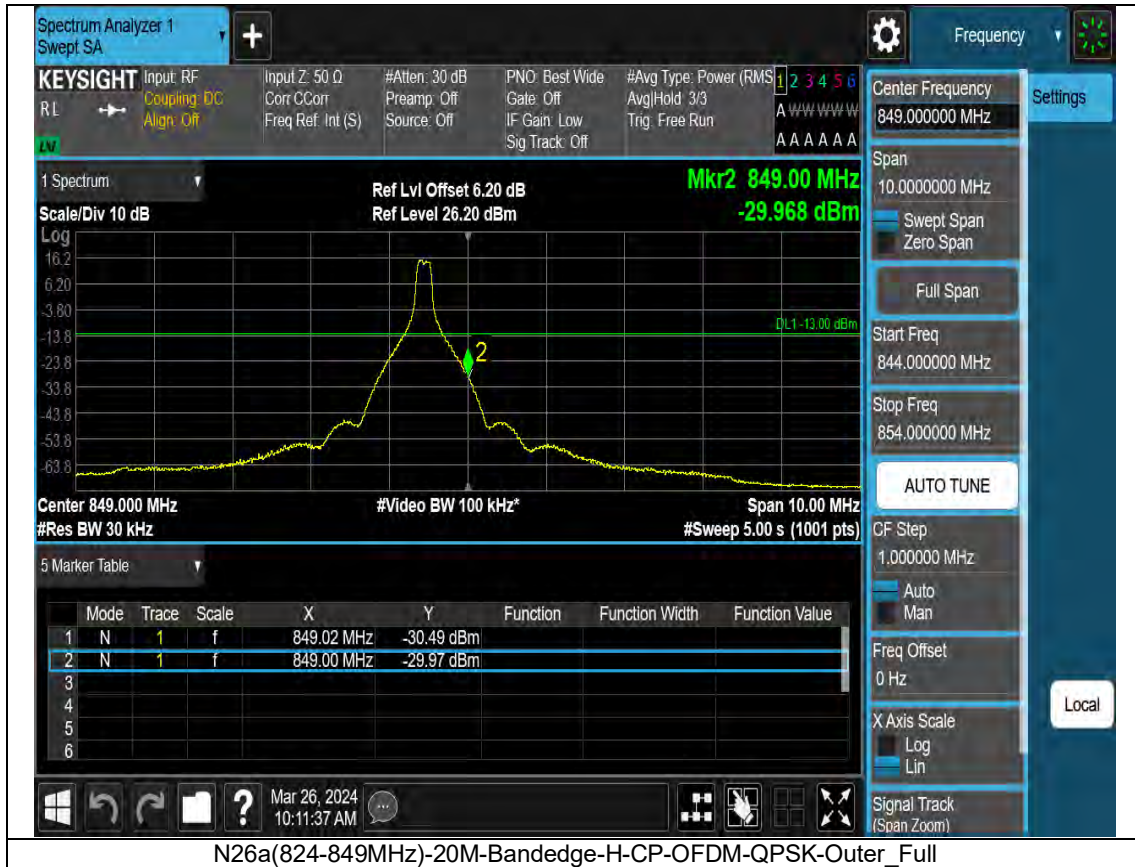 Spectrum Analyzer 1
Swept SA
+
Frequency
KEYSIGHT
RL
Input: RF
Coupling: DC
Align: Off
Input Z: 50 Ω
Corr CCorr
Freq Ref: Int (S)
#Atten: 30 dB
Preamp: Off
Source: Off
PNO: Best Wide
Gate: Off
IF Gain: Low
Sig Track: Off
#Avg Type: Power (RMS
Avg|Hold: 3/3
Trig: Free Run
1 2 3 4 5 6
A W W W W W
A A A A A A
1 Spectrum
Scale/Div 10 dB
Log
Ref Lvl Offset 6.20 dB
Ref Level 26.20 dBm
Mkr2 849.00 MHz
-29.968 dBm
16.2
6.20
-3.80
-13.8
-23.8
-33.8
-43.8
-53.8
-63.8
DL1 -13.00 dBm
2
Center 849.000 MHz
#Video BW 100 kHz*
Span 10.00 MHz
#Res BW 30 kHz
#Sweep 5.00 s (1001 pts)
5 Marker Table
Mode Trace Scale X Y Function Function Width Function Value
1 N 1 f 849.02 MHz -30.49 dBm
2 N 1 f 849.00 MHz -29.97 dBm
3
4
5
6
Mar 26, 2024
10:11:37 AM
?
Center Frequency
849.000000 MHz
Settings
Span
10.0000000 MHz
Swept Span
Zero Span
Full Span
Start Freq
844.000000 MHz
Stop Freq
854.000000 MHz
AUTO TUNE
CF Step
1.000000 MHz
Auto
Man
Freq Offset
0 Hz
Local
X Axis Scale
Log
Lin
Signal Track
(Span Zoom)
N26a(824-849MHz)-20M-Bandedge-H-CP-OFDM-QPSK-Outer_Full